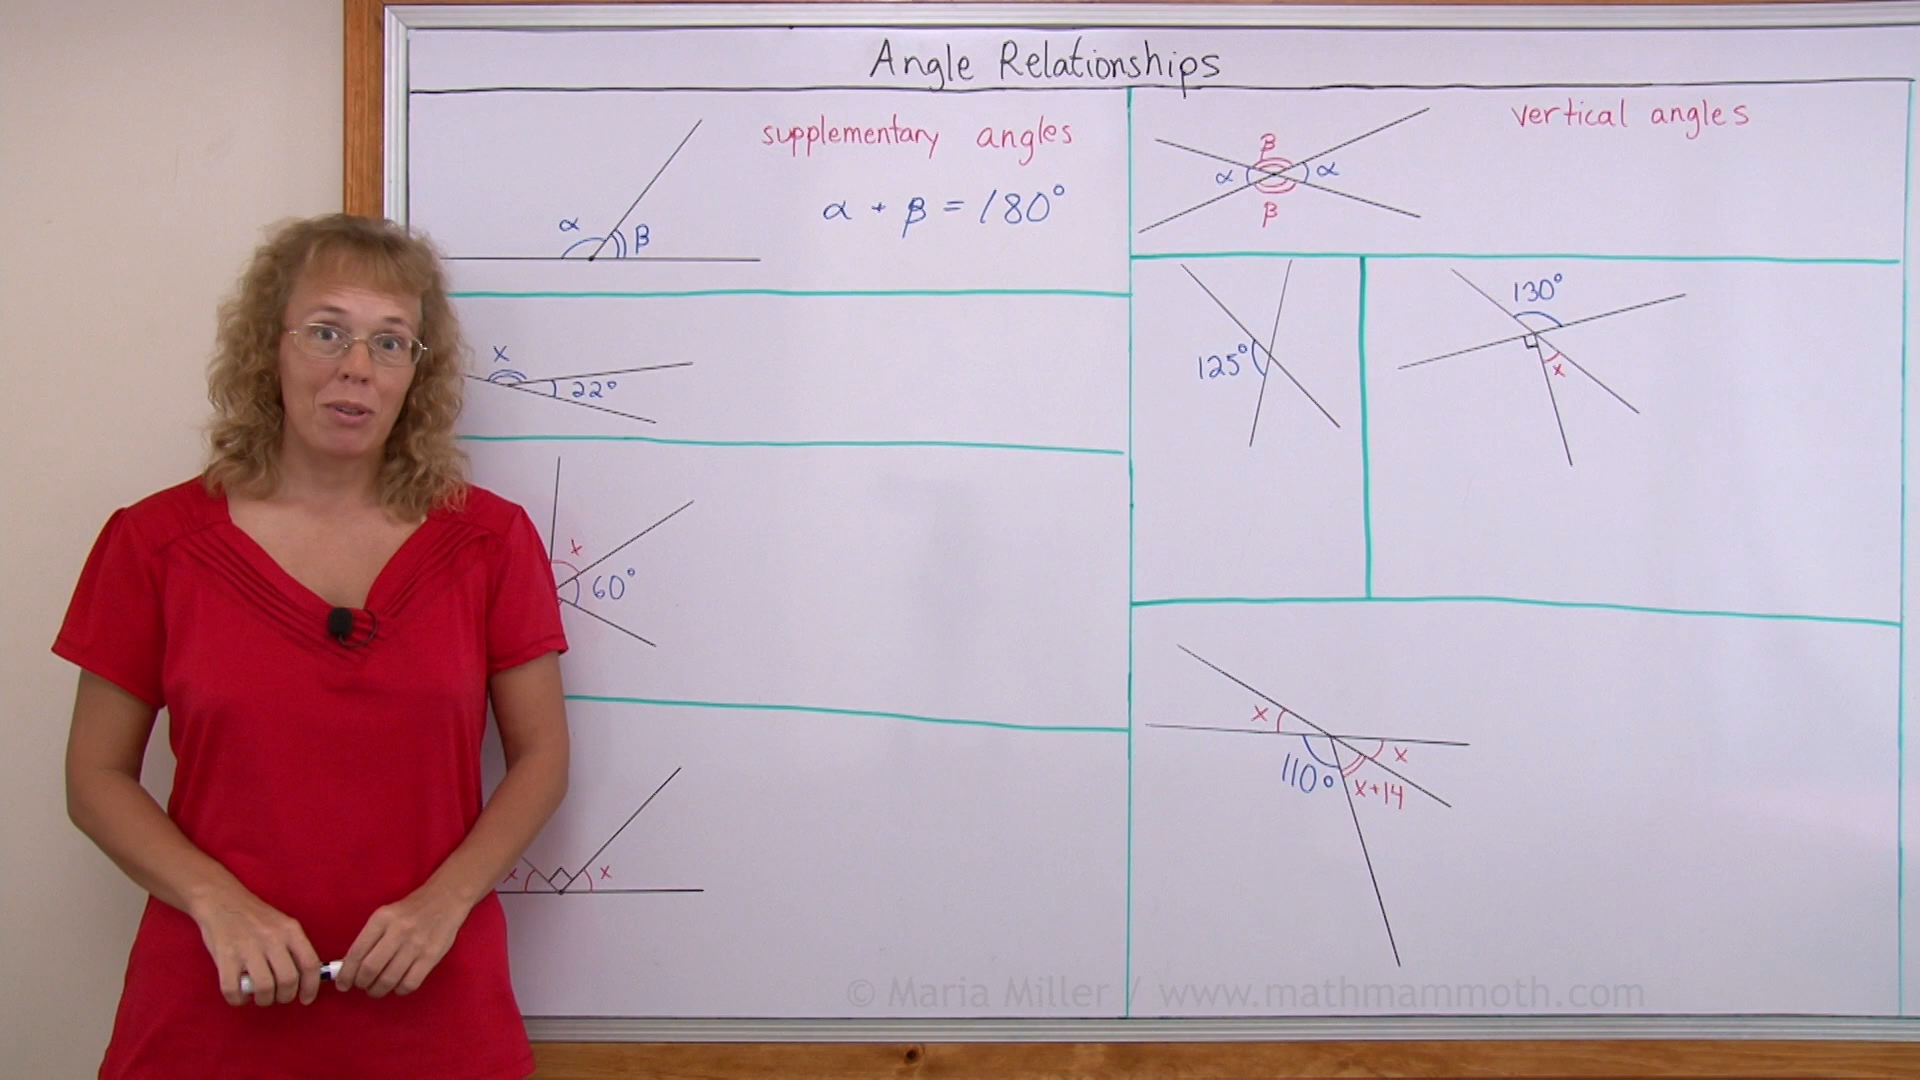 Angle Relationships
supplementary angles
α + β = 180°
α
β
x
22°
x
60°
x
x
vertical angles
β
α
α
β
125°
130°
x
x
x
110°
x+14
© Maria Miller / www.mathmammoth.com